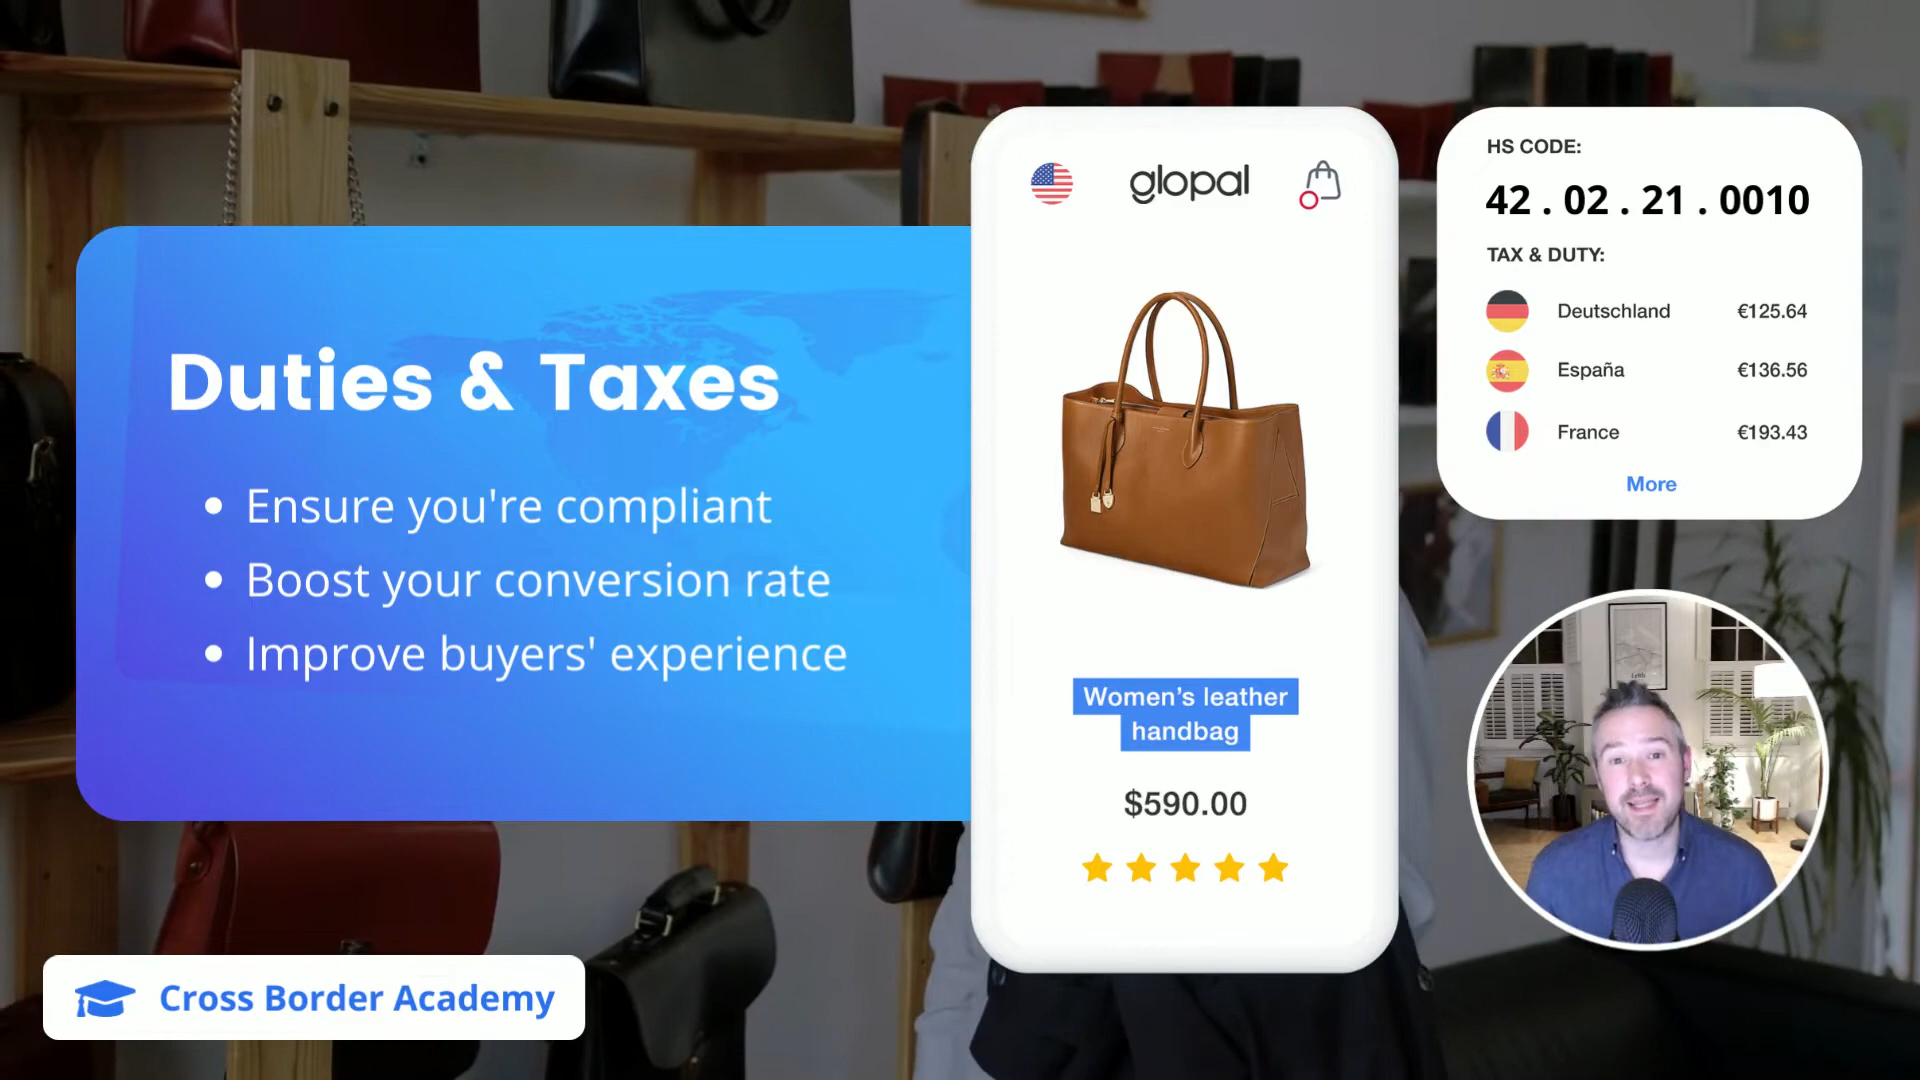 Duties & Taxes
Ensure you're compliant
Boost your conversion rate
Improve buyers' experience
Cross Border Academy
glopal
Women's leather
handbag
$590.00
HS CODE:
42 . 02 . 21 . 0010
TAX & DUTY:
Deutschland €125.64
España €136.56
France €193.43
More